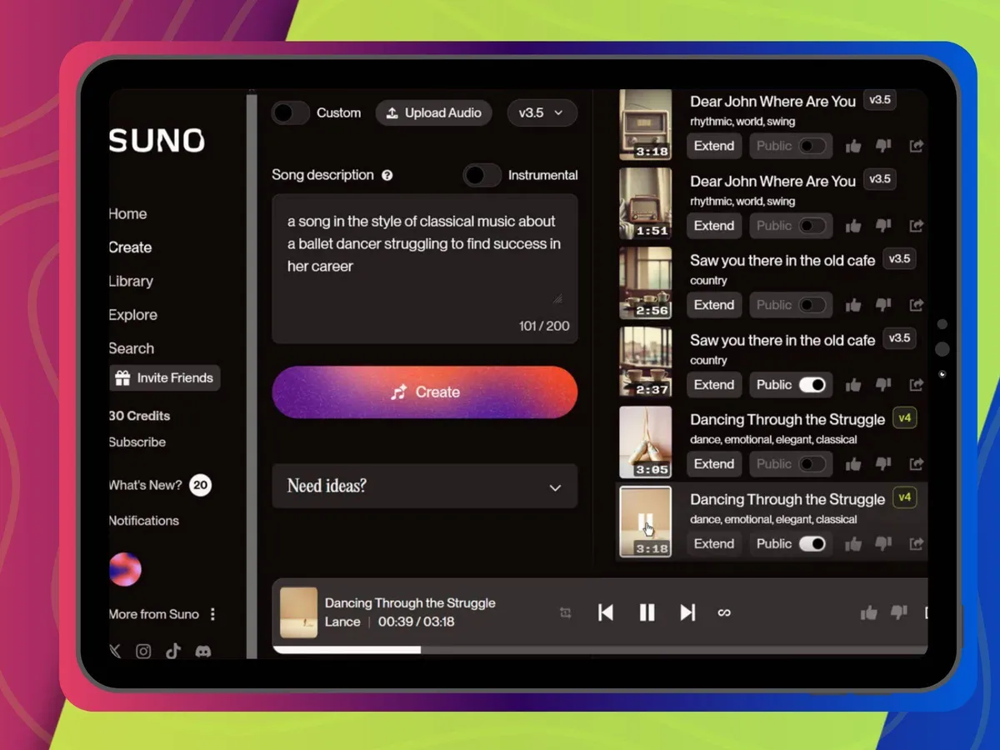 SUNO
Home
Create
Library
Explore
Search
Invite Friends
30 Credits
Subscribe
What's New? 20
Notifications
More from Suno
Custom
Upload Audio
v3.5
Song description
Instrumental
a song in the style of classical music about
a ballet dancer struggling to find success in
her career
101 / 200
Create
Need ideas?
3:18
Dear John Where Are You v3.5
rhythmic, world, swing
Extend Public
1:51
Dear John Where Are You v3.5
rhythmic, world, swing
Extend Public
2:56
Saw you there in the old cafe v3.5
country
Extend Public
2:37
Saw you there in the old cafe v3.5
country
Extend Public
3:05
Dancing Through the Struggle v4
dance, emotional, elegant, classical
Extend Public
3:18
Dancing Through the Struggle v4
dance, emotional, elegant, classical
Extend Public
Dancing Through the Struggle
Lance | 00:39 / 03:18